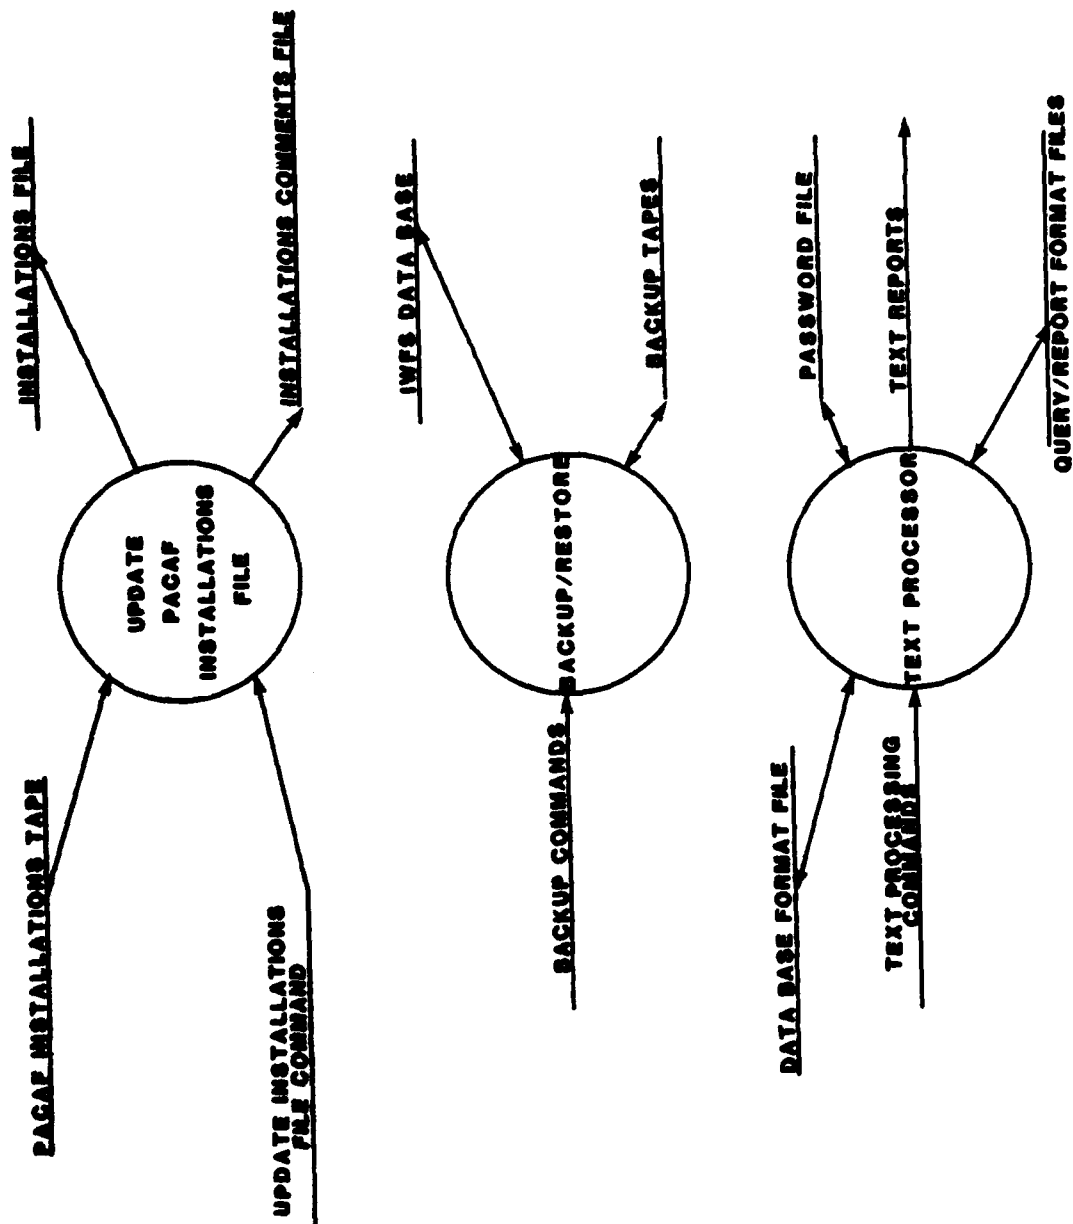 PACAF INSTALLATIONS TAPE
UPDATE INSTALLATIONS
FILE COMMAND
UPDATE
PACAF
INSTALLATIONS
FILE
INSTALLATIONS FILE
INSTALLATIONS COMMENTS FILE
BACKUP COMMANDS
BACKUP/RESTORE
IWFS DATA BASE
BACKUP TAPES
DATA BASE FORMAT FILE
TEXT PROCESSING
COMMANDS
TEXT PROCESSOR
PASSWORD FILE
TEXT REPORTS
QUERY/REPORT FORMAT FILES